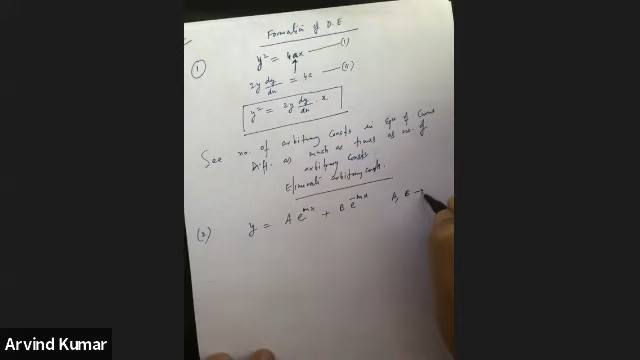 Formation of D.E
(1) y² = 4ax —— (I)
2y dy/dx = 4a —— (II)
y² = 2y dy/dx . x
See no. of arbitrary consts in Eqn of Curve
Diff. as much as times as no. of
arbitrary consts.
Eliminate arbitrary consts.
(2) y = A e^mx + B e^-mx A, B →
Arvind Kumar